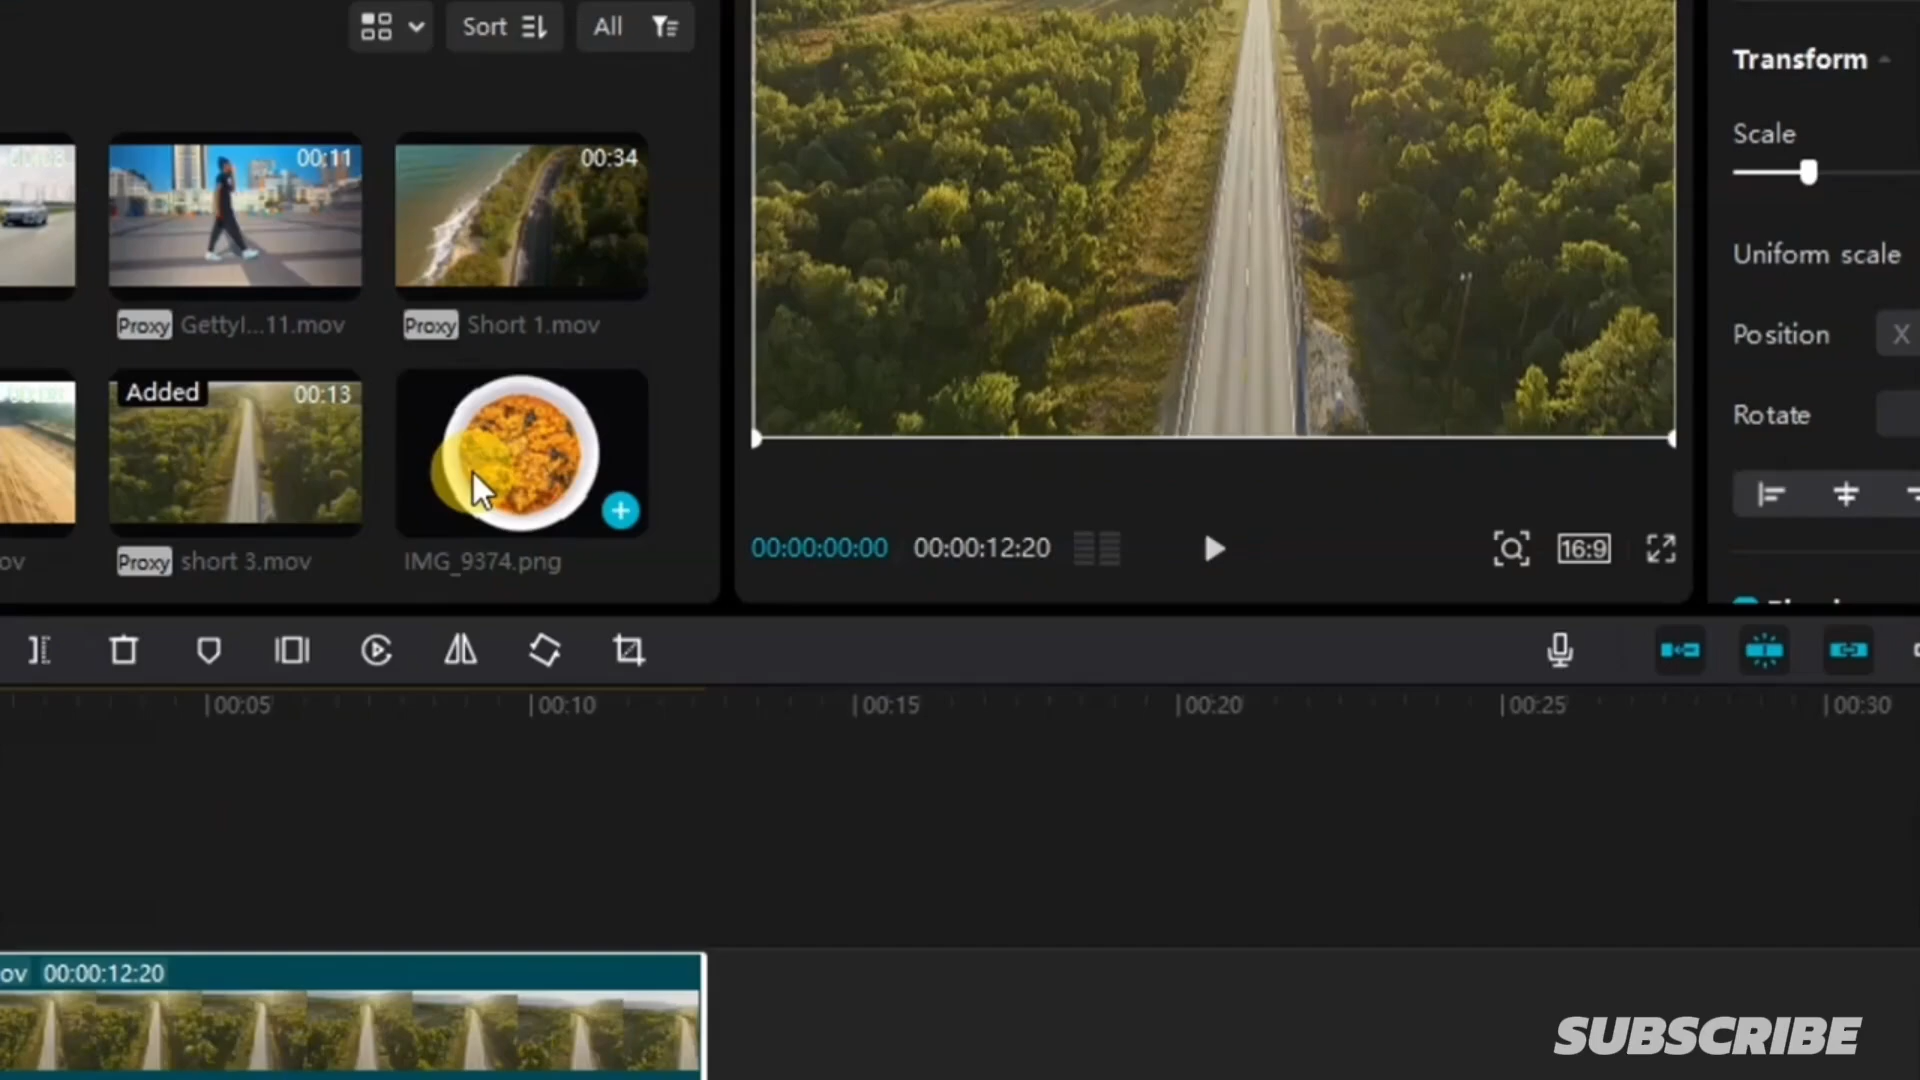 Sort
All
Transform
Scale
00:11
00:34
Uniform scale
Proxy GettyI...11.mov
Proxy Short 1.mov
Position X
Added 00:13
Rotate
ov
Proxy short 3.mov
IMG_9374.png
00:00:00:00 00:00:12:20
16:9
00:05 00:10 00:15 00:20 00:25 00:30
ov 00:00:12:20
SUBSCRIBE